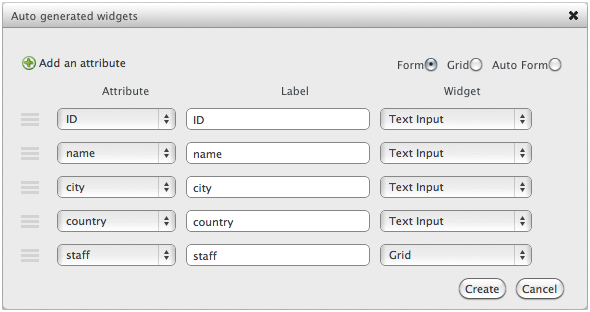 Auto generated widgets
Add an attribute Form Grid Auto Form
Attribute Label Widget
ID ID Text Input
name name Text Input
city city Text Input
country country Text Input
staff staff Grid
Create Cancel